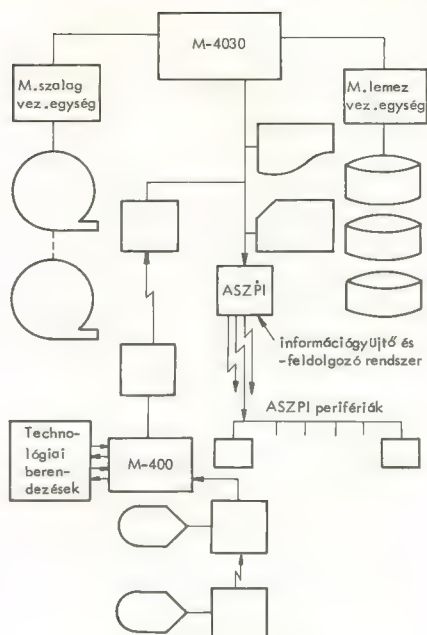 M-4030
M.szalag
vez.egység
M.lemez
vez.egység
ASZPI
információgyűjtő és
-feldolgozó rendszer
ASZPI perifériák
Techno-
lógiai
beren-
dezések
M-400